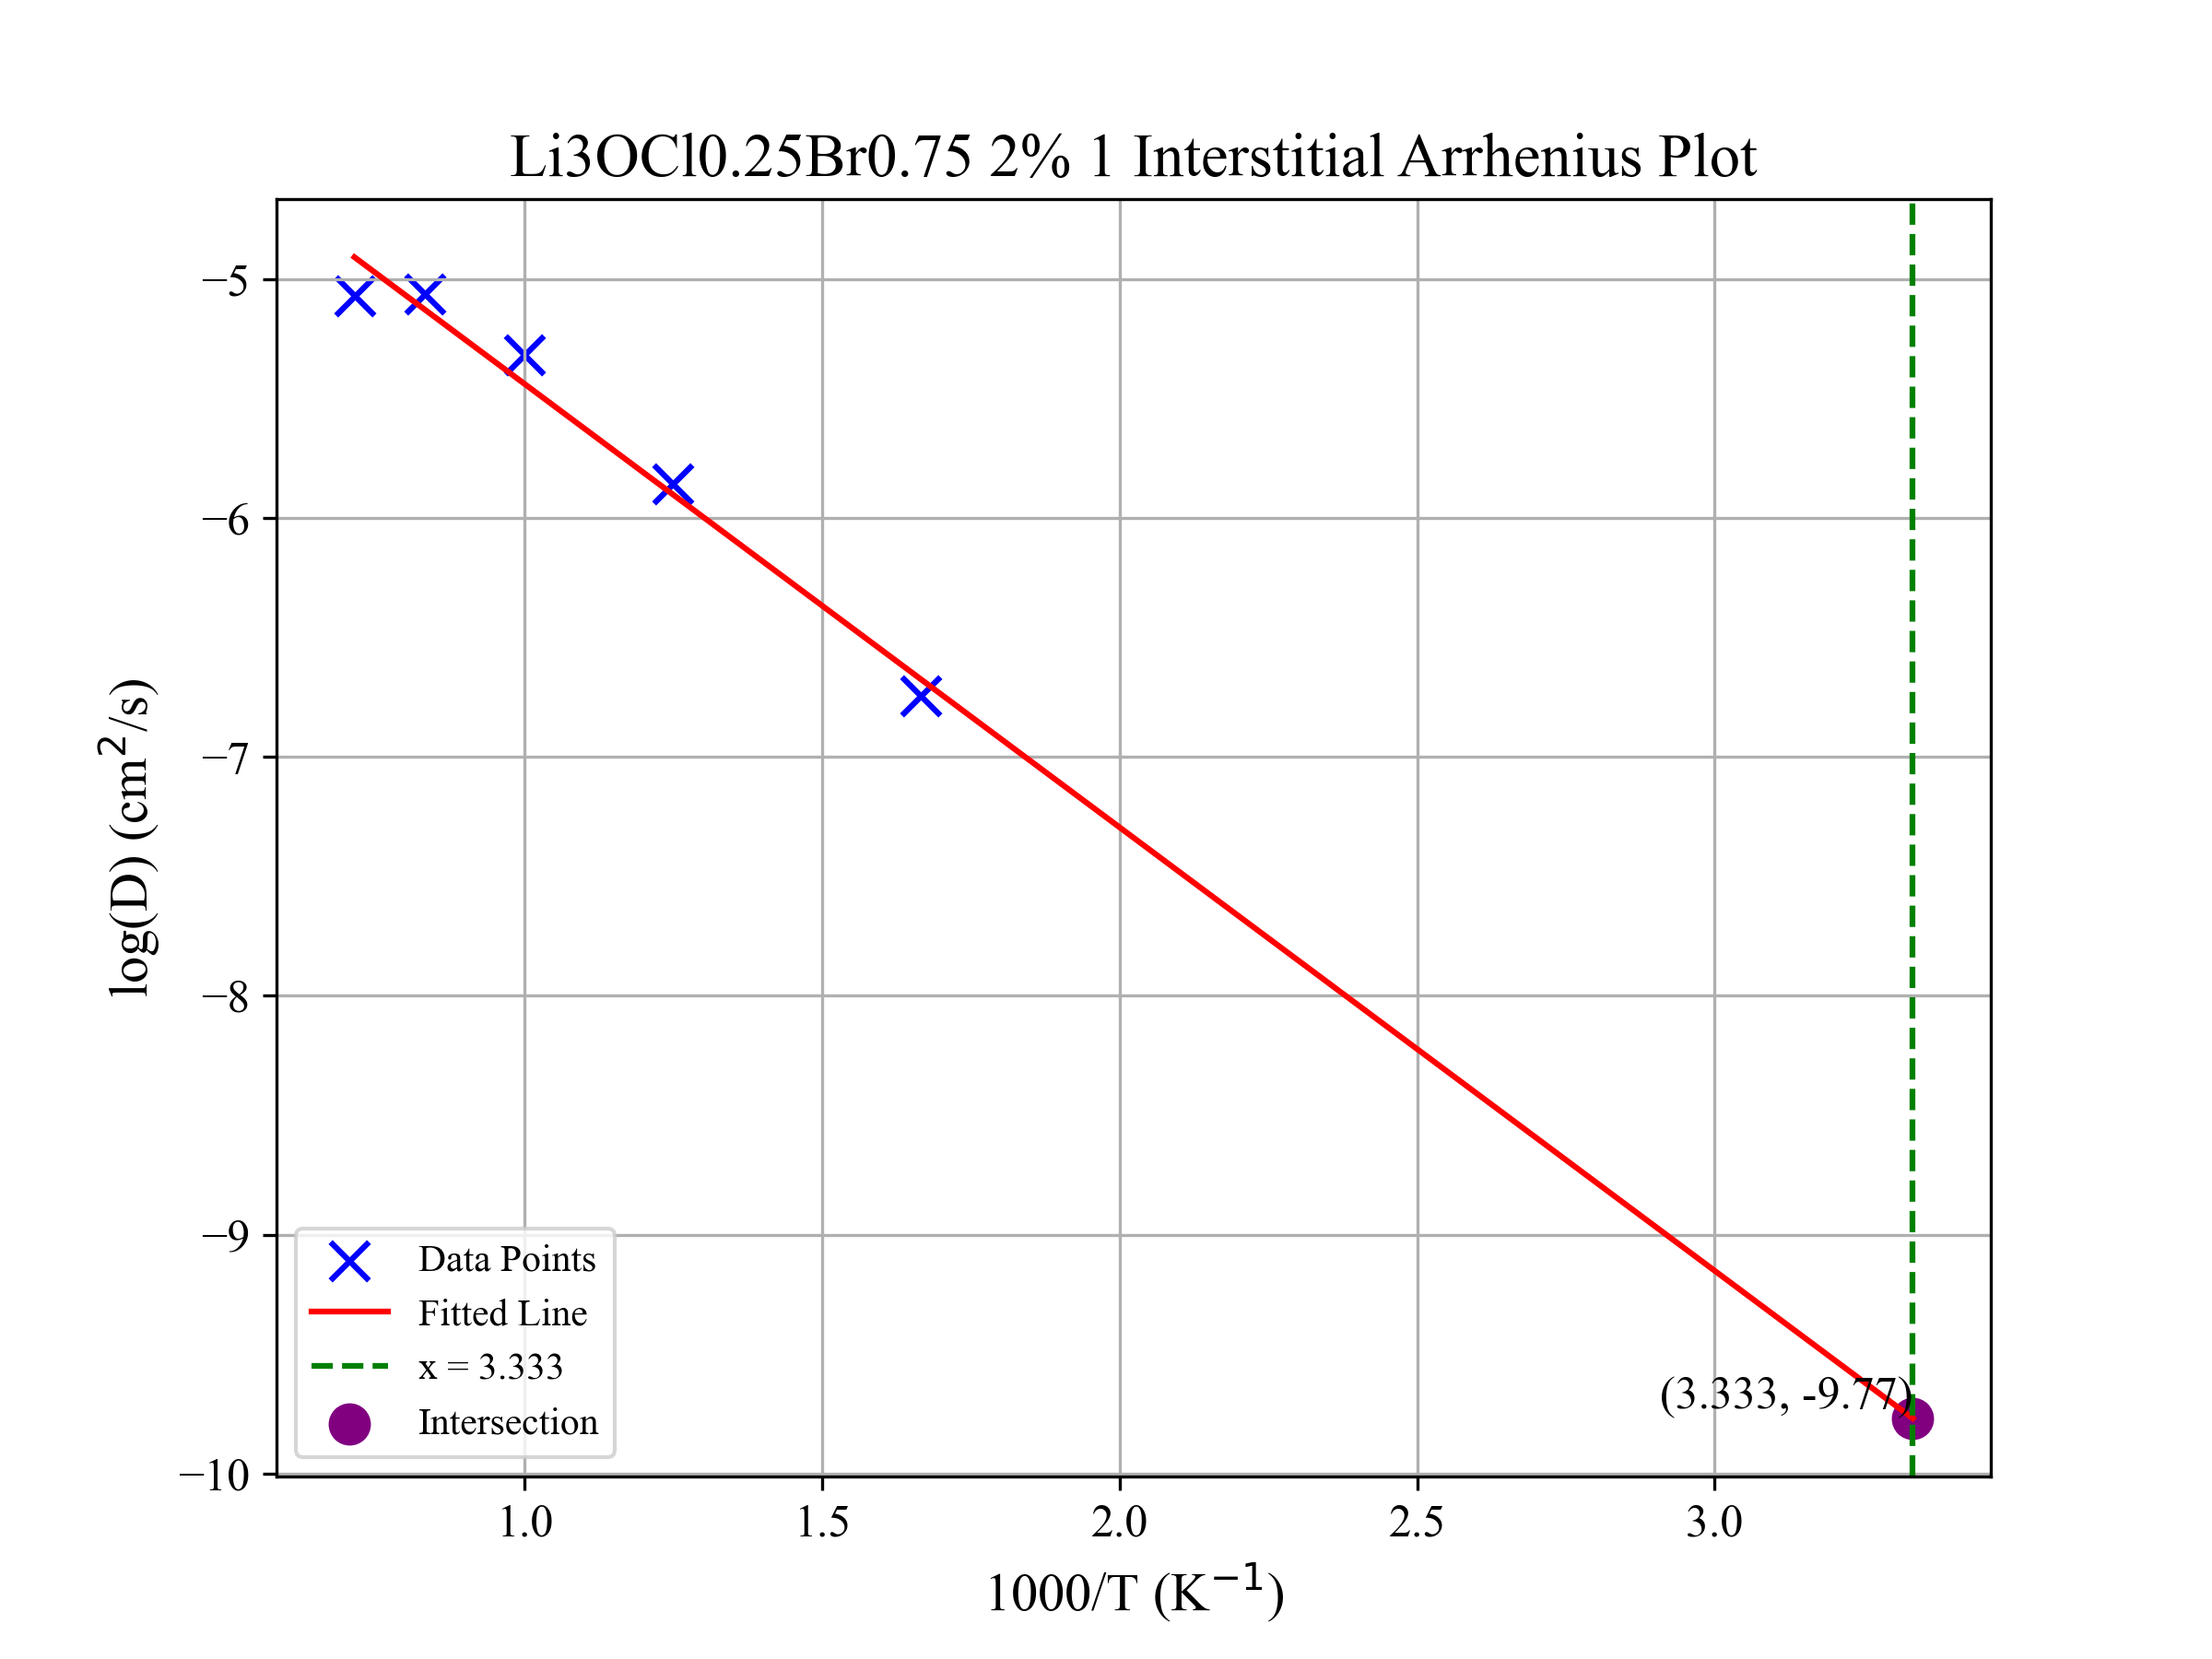 Li3OCl0.25Br0.75 2% 1 Interstitial Arrhenius Plot
log(D) (cm²/s)
−5
−6
−7
−8
−9
−10
Data Points
Fitted Line
x = 3.333
Intersection
(3.333, -9.77)
1.0 1.5 2.0 2.5 3.0
1000/T (K⁻¹)